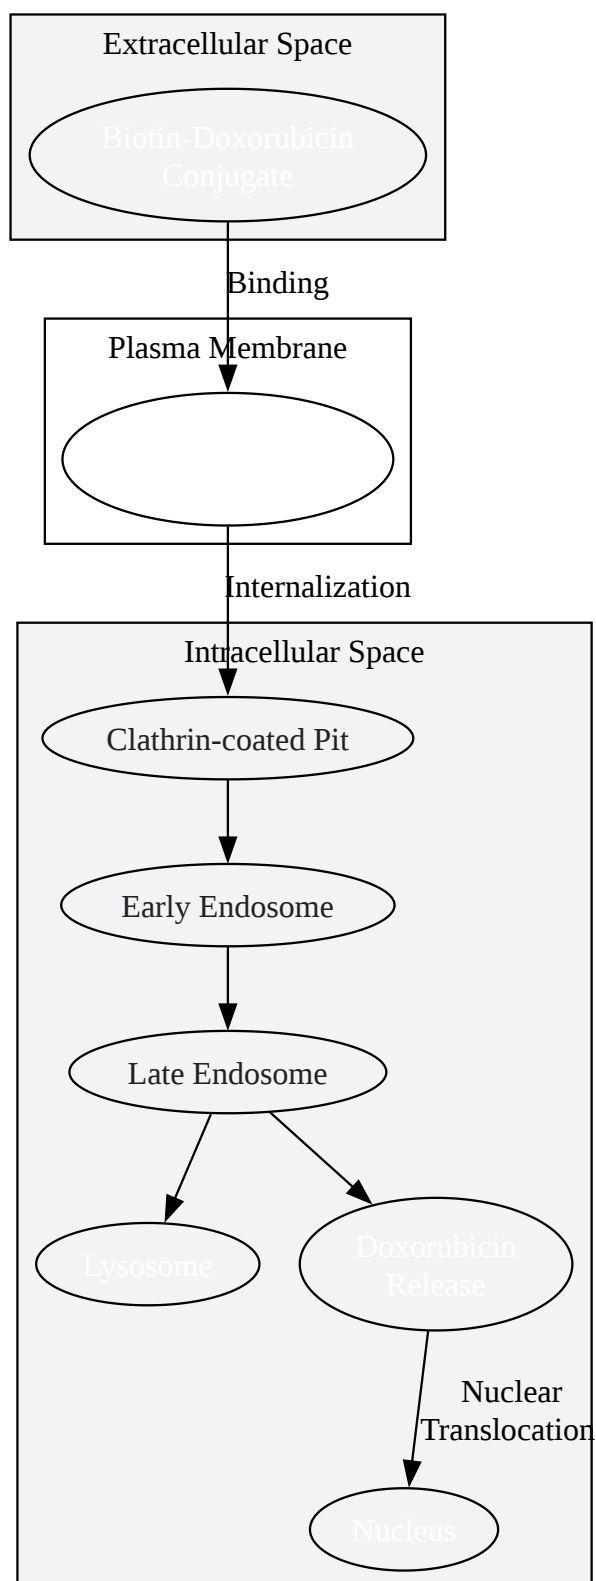 Extracellular Space
Biotin-Doxorubicin
Conjugate
Binding
Plasma Membrane
Internalization
Intracellular Space
Clathrin-coated Pit
Early Endosome
Late Endosome
Lysosome
Doxorubicin
Release
Nuclear
Translocation
Nucleus